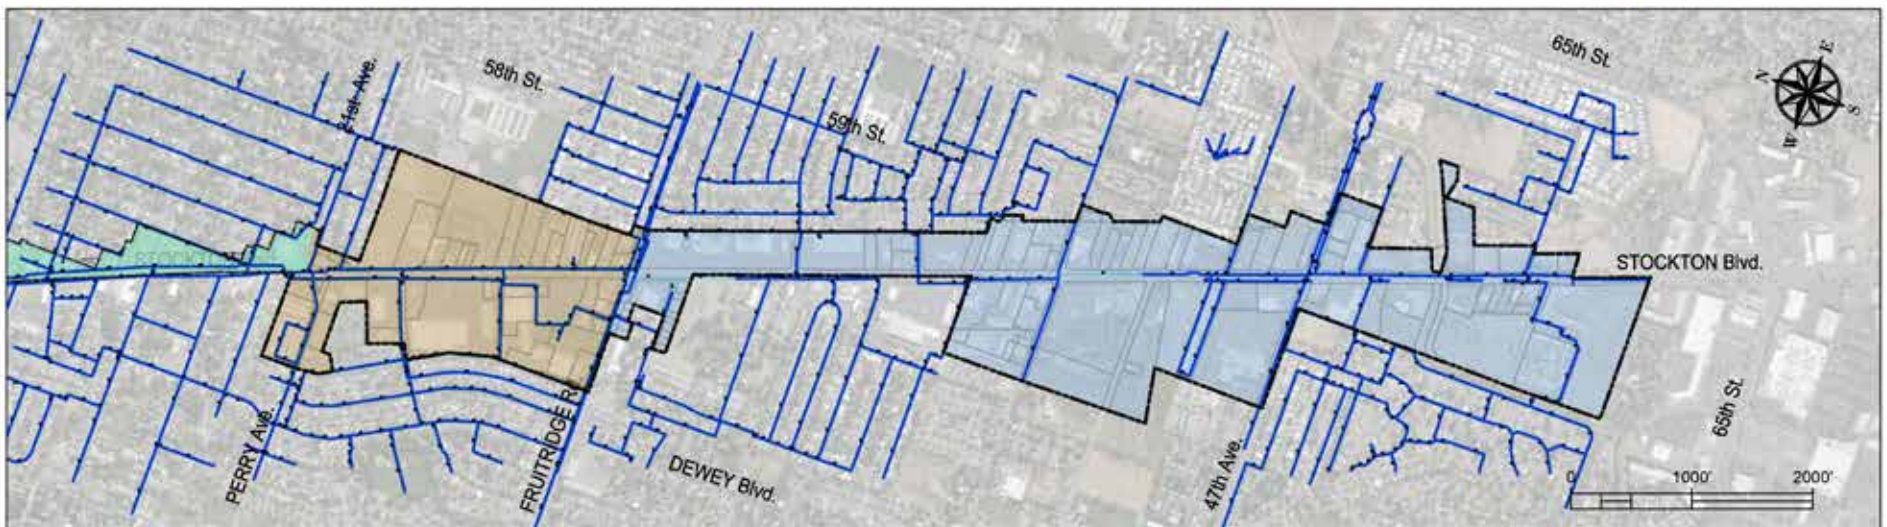 65th St.
N
E
S
W
58th St.
21st Ave.
59th St.
STOCKTON Blvd.
PERRY Ave.
FRUITRIDGE R
DEWEY Blvd.
47th Ave.
65th St.
0
1000'
2000'